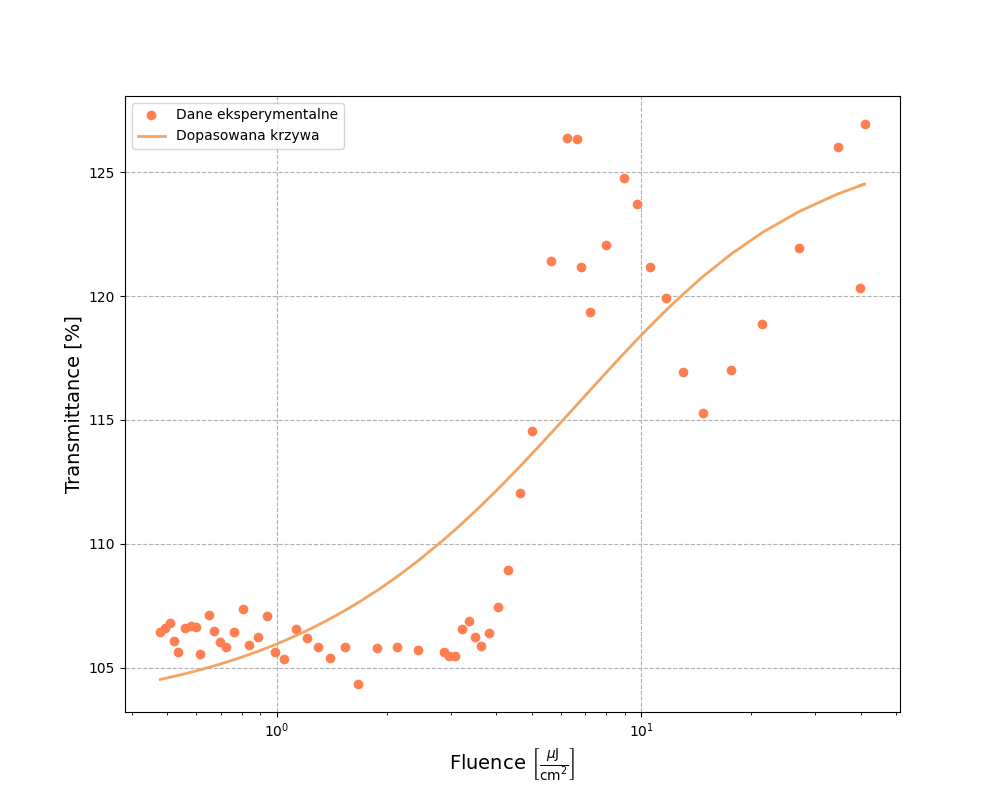 Dane eksperymentalne
Dopasowana krzywa
125
120
115
110
105
Transmittance [%]
10⁰
10¹
Fluence [μJ/cm²]